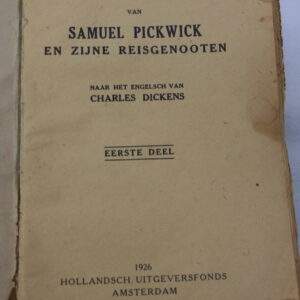 VAN
SAMUEL PICKWICK
EN ZIJNE REISGENOOTEN
NAAR HET ENGELSCH VAN
CHARLES DICKENS
EERSTE DEEL
1926
HOLLANDSCH UITGEVERSFONDS
AMSTERDAM